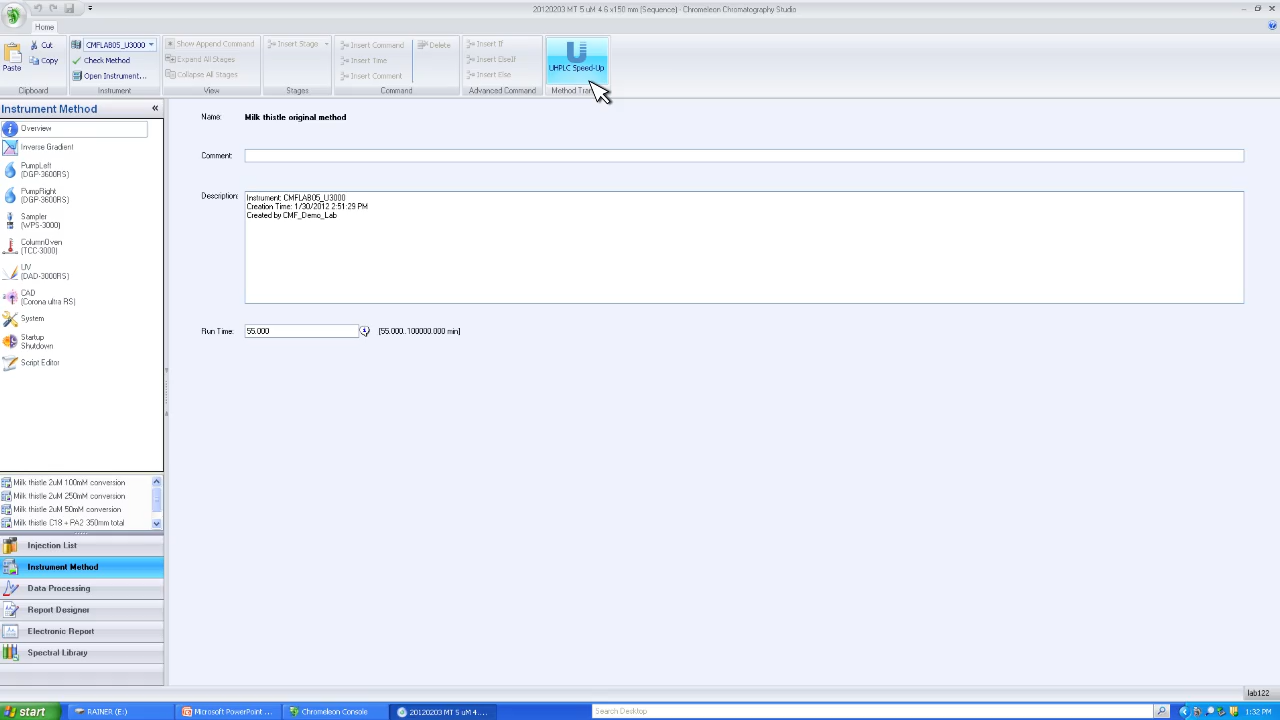 20120203 MT 5 uM 4.6 x150 mm (Sequence) - Chromeleon Chromatography Studio
Home
Paste
Cut
Copy
Clipboard
CMFLAB05_U3000
Check Method
Open Instrument...
Instrument
Show Append Command
Expand All Stages
Collapse All Stages
View
Insert Stage
Stages
Insert Command
Insert Time
Insert Comment
Delete
Command
Insert If
Insert ElseIf
Insert Else
Advanced Command
UHPLC Speed-Up
Method Tran
Instrument Method
Overview
Inverse Gradient
PumpLeft
(DGP-3600RS)
PumpRight
(DGP-3600RS)
Sampler
(WPS-3000)
ColumnOven
(TCC-3000)
UV
(DAD-3000RS)
CAD
(Corona ultra RS)
System
Startup
Shutdown
Script Editor
Name: Milk thistle original method
Comment:
Description: Instrument: CMFLAB05_U3000
Creation Time: 1/30/2012 2:51:29 PM
Created by CMF_Demo_Lab
Run Time: 55.000 [55.000..100000.000 min]
Milk thistle 2uM 100mM conversion
Milk thistle 2uM 250mM conversion
Milk thistle 2uM 50mM conversion
Milk thistle C18 + PA2 350mm total
Injection List
Instrument Method
Data Processing
Report Designer
Electronic Report
Spectral Library
lab122
start
RAINER (E:)
Microsoft PowerPoint ...
Chromeleon Console
20120203 MT 5 uM 4....
Search Desktop
1:32 PM